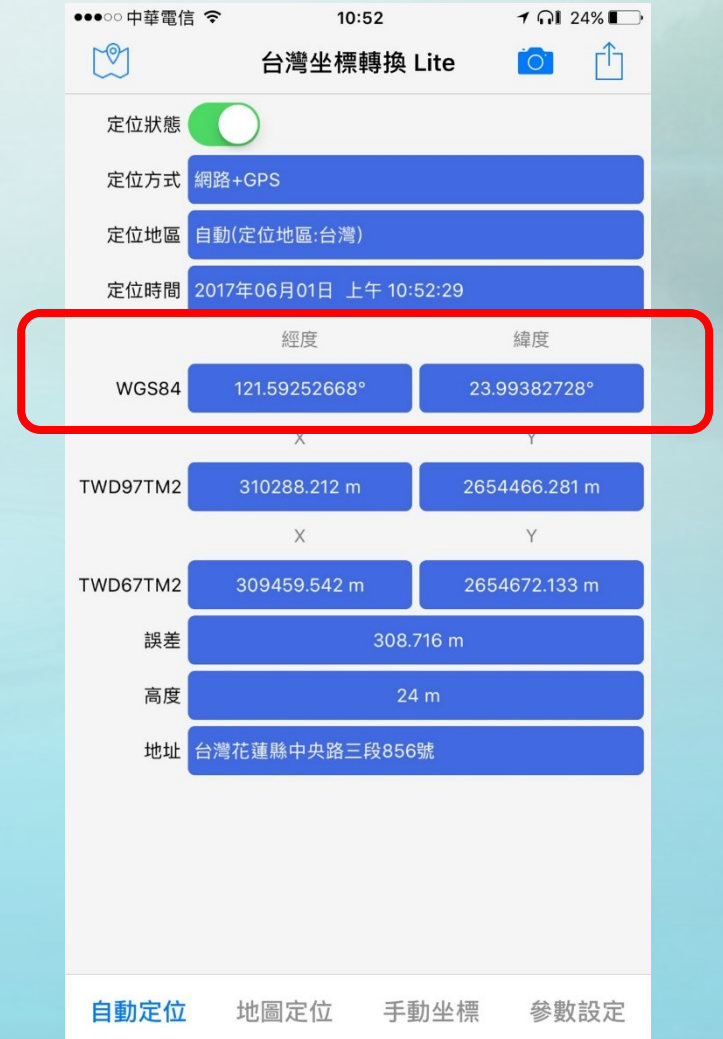 中華電信 10:52 24%
台灣坐標轉換 Lite
定位狀態
定位方式 網路+GPS
定位地區 自動(定位地區:台灣)
定位時間 2017年06月01日 上午 10:52:29
經度 緯度
WGS84 121.59252668° 23.99382728°
X Y
TWD97TM2 310288.212 m 2654466.281 m
X Y
TWD67TM2 309459.542 m 2654672.133 m
誤差 308.716 m
高度 24 m
地址 台灣花蓮縣中央路三段856號
自動定位 地圖定位 手動坐標 參數設定